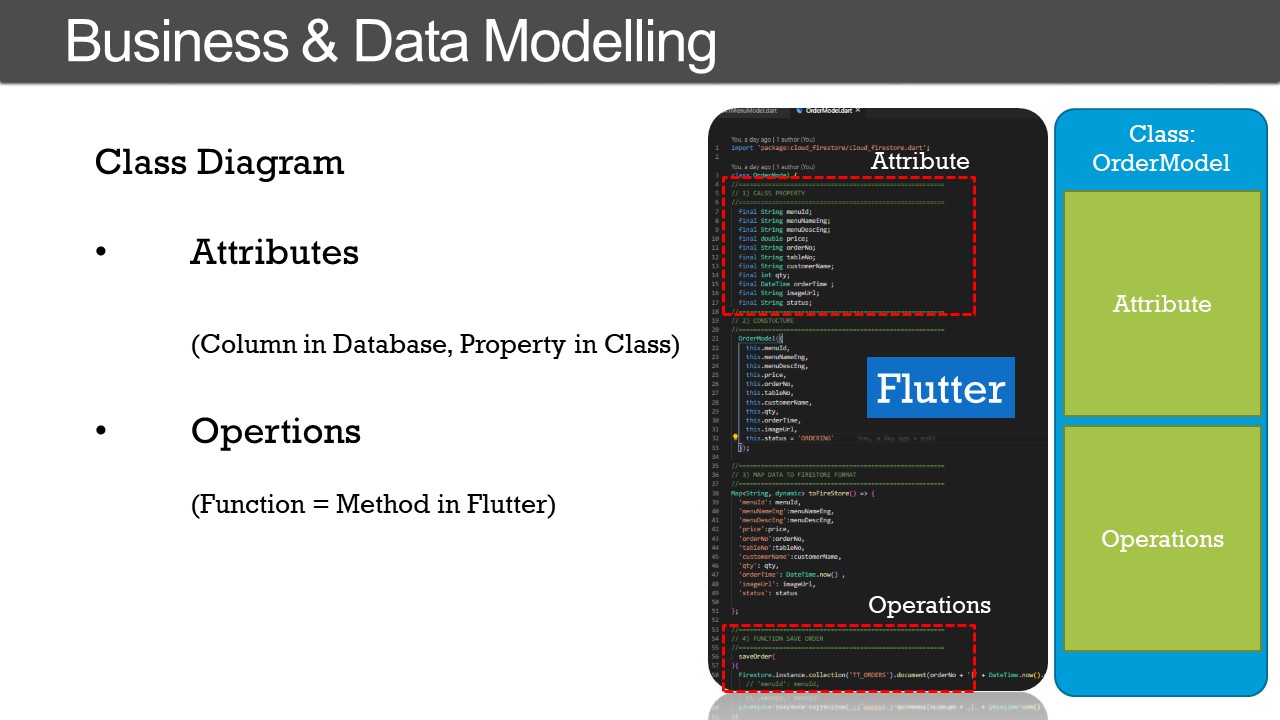 Business & Data Modelling
Class Diagram
• Attributes
(Column in Database, Property in Class)
• Opertions
(Function = Method in Flutter)
MenuModel.dart
OrderModel.dart ×
You, a day ago | 1 author (You)
1 import 'package:cloud_firestore/cloud_firestore.dart';
2
Attribute
You, a day ago | 1 author (You)
3 class OrderModel {
4 //=========================================================
5 // 1) CALSS PROPERTY
6 //=========================================================
7 final String menuId;
8 final String menuNameEng;
9 final String menuDescEng;
10 final double price;
11 final String orderNo;
12 final String tableNo;
13 final String customerName;
14 final int qty;
15 final DateTime orderTime ;
16 final String imageUrl;
17 final String status;
18 //=========================================================
19 // 2) CONSTUCTURE
20 //=========================================================
21 OrderModel({
22 this.menuId,
23 this.menuNameEng,
24 this.menuDescEng,
25 this.price,
26 this.orderNo,
27 this.tableNo,
28 this.customerName,
29 this.qty,
30 this.orderTime,
31 this.imageUrl,
32 this.status = 'ORDERING' You, a day ago •
33 });
34
Flutter
35 //=========================================================
36 // 3) MAP DATA TO FIRESTORE FORMAT
37 //=========================================================
38 Map<String, dynamic> toFireStore() => {
39 'menuId': menuId,
40 'menuNameEng':menuNameEng,
41 'menuDescEng':menuDescEng,
42 'price':price,
43 'orderNo':orderNo,
44 'tableNo':tableNo,
45 'customerName':customerName,
46 'qty': qty,
47 'orderTime': DateTime.now() ,
48 'imageUrl': imageUrl,
49 'status': status
50
51 };
52
Operations
53 //=========================================================
54 // 4) FUNCTION SAVE ORDER
55 //=========================================================
56 saveOrder(
57 ){
58 Firestore.instance.collection('TT_ORDERS').document(orderNo + ' + DateTime.now().
// 'menuId': menuId,
Class:
OrderModel
Attribute
Operations